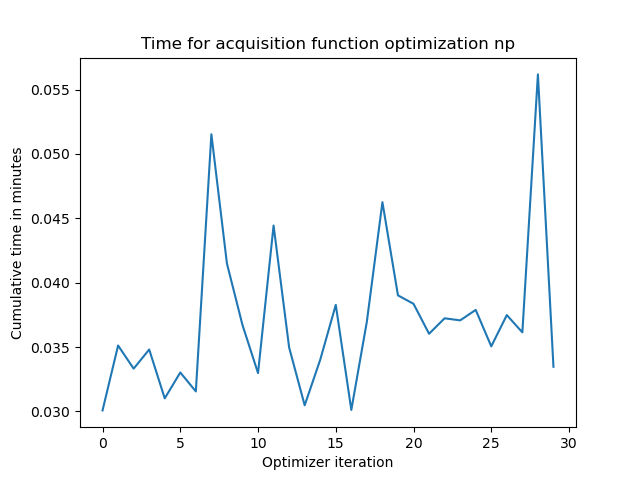 Time for acquisition function optimization np
Cumulative time in minutes
0.055
0.050
0.045
0.040
0.035
0.030
0 5 10 15 20 25 30
Optimizer iteration